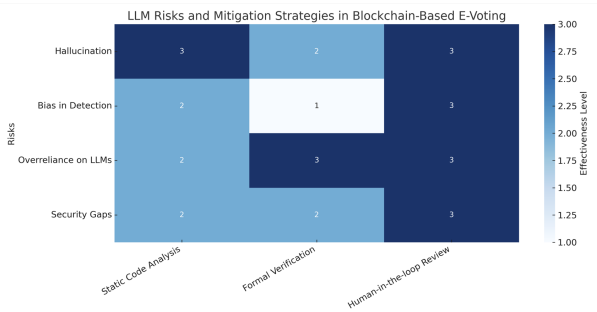 LLM Risks and Mitigation Strategies in Blockchain-Based E-Voting
Risks
Hallucination 3 2 3
Bias in Detection 2 1 3
Overreliance on LLMs 2 3 3
Security Gaps 2 2 3
Static Code Analysis
Formal Verification
Human-in-the-loop Review
3.00
2.75
2.50
2.25
2.00
1.75
1.50
1.25
1.00
Effectiveness Level